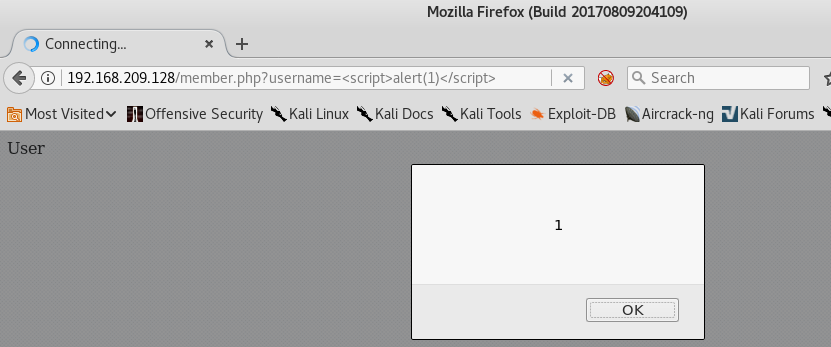 Mozilla Firefox (Build 20170809204109)
Connecting...
192.168.209.128/member.php?username=<script>alert(1)</script>
Search
Most Visited Offensive Security Kali Linux Kali Docs Kali Tools Exploit-DB Aircrack-ng Kali Forums
User
1
OK